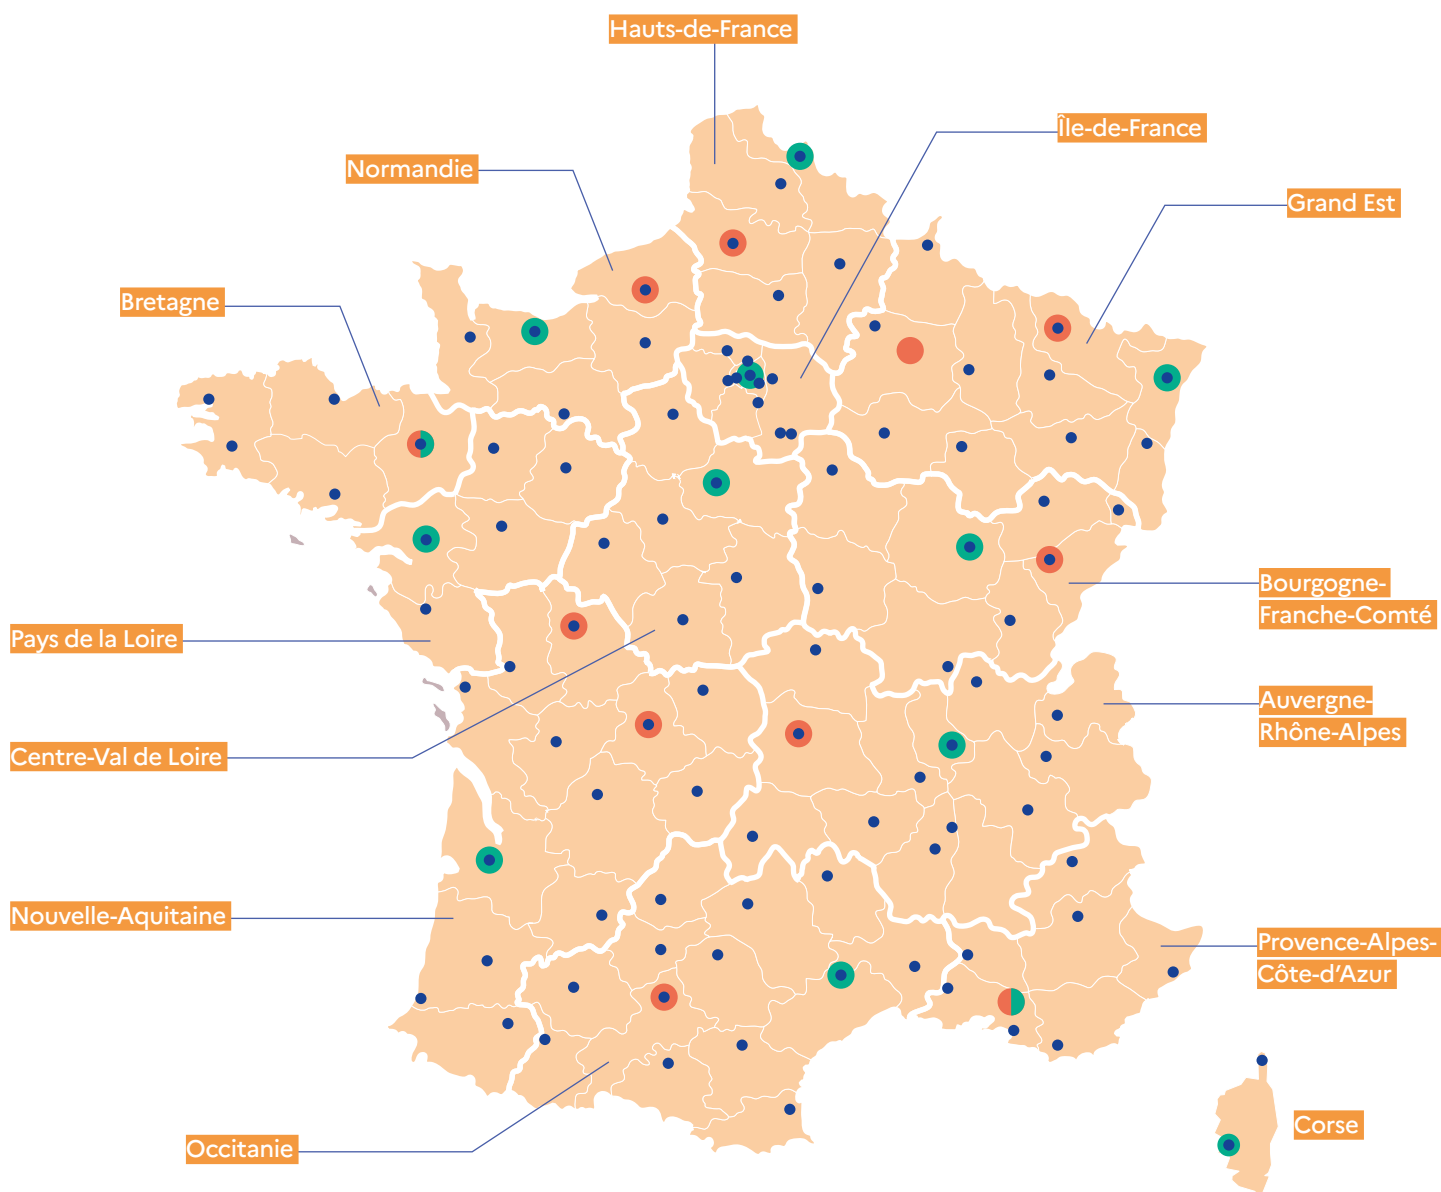 Hauts-de-France
Île-de-France
Normandie
Grand Est
Bretagne
Bourgogne-
Franche-Comté
Pays de la Loire
Auvergne-
Rhône-Alpes
Centre-Val de Loire
Nouvelle-Aquitaine
Provence-Alpes-
Côte-d'Azur
Corse
Occitanie